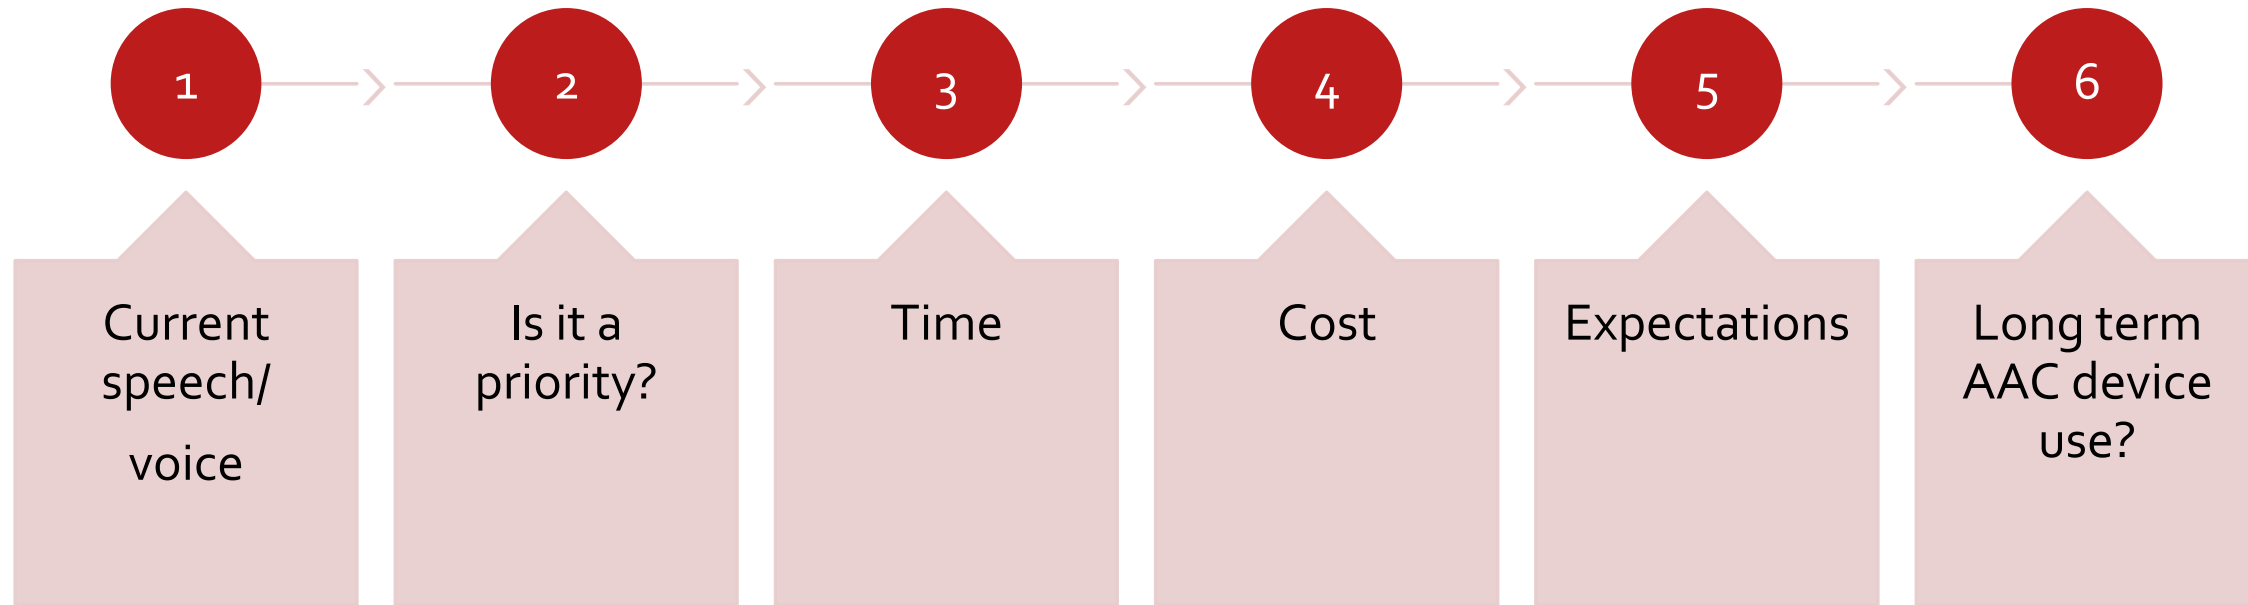 1
2
3
4
5
6
Current
speech/
voice
Is it a
priority?
Time
Cost
Expectations
Long term
AAC device
use?